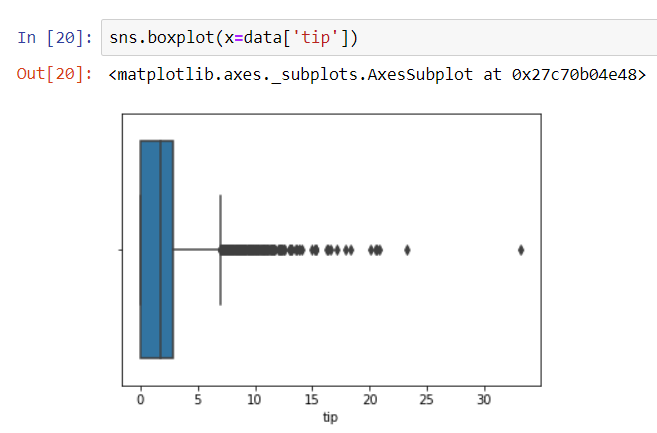 In [20]: sns.boxplot(x=data['tip'])
Out[20]: <matplotlib.axes._subplots.AxesSubplot at 0x27c70b04e48>
0 5 10 15 20 25 30
tip